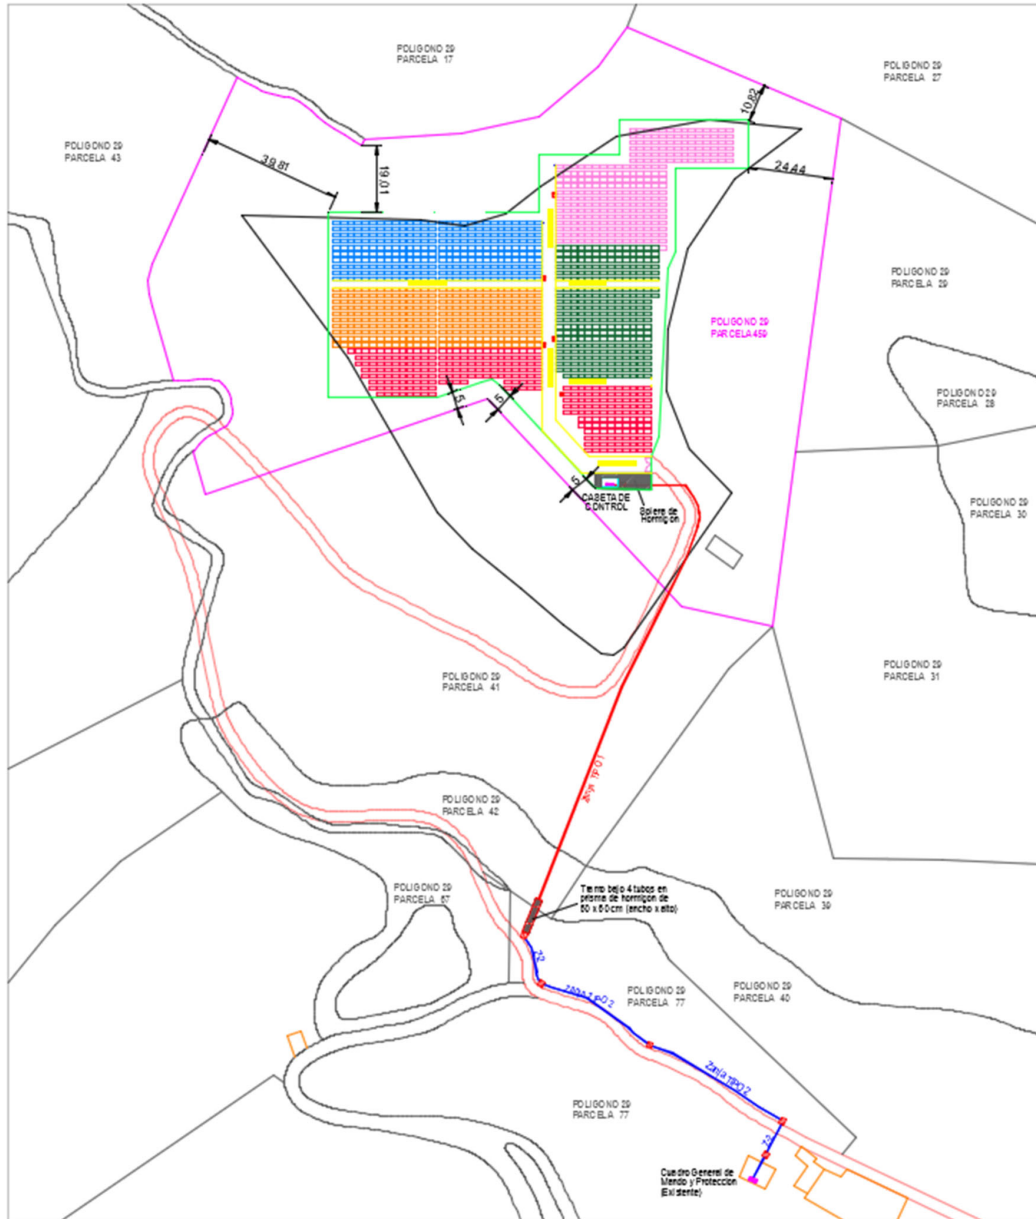 POLIGONO 29
PARCELA 17
POLIGONO 29
PARCELA 27
POLIGONO 29
PARCELA 43
10.82
39.81
19.01
24.44
POLIGONO 29
PARCELA 29
POLIGONO 29
PARCELA 459
POLIGONO 29
PARCELA 28
5
5
5
CASETA DE
CONTROL
Solera de
Hormigón
POLIGONO 29
PARCELA 30
POLIGONO 29
PARCELA 41
POLIGONO 29
PARCELA 31
Zanja TIPO 1
POLIGONO 29
PARCELA 42
POLIGONO 29
PARCELA 67
Tramo bajo 4 tubos en
prisma de hormigón de
60 x 60 cm (ancho x alto)
POLIGONO 29
PARCELA 39
Z-2
Zanja TIPO 2
POLIGONO 29
PARCELA 77
POLIGONO 29
PARCELA 40
Zanja TIPO 2
POLIGONO 29
PARCELA 77
Z-2
Cuadro General de
Mando y Protección
(Existente)